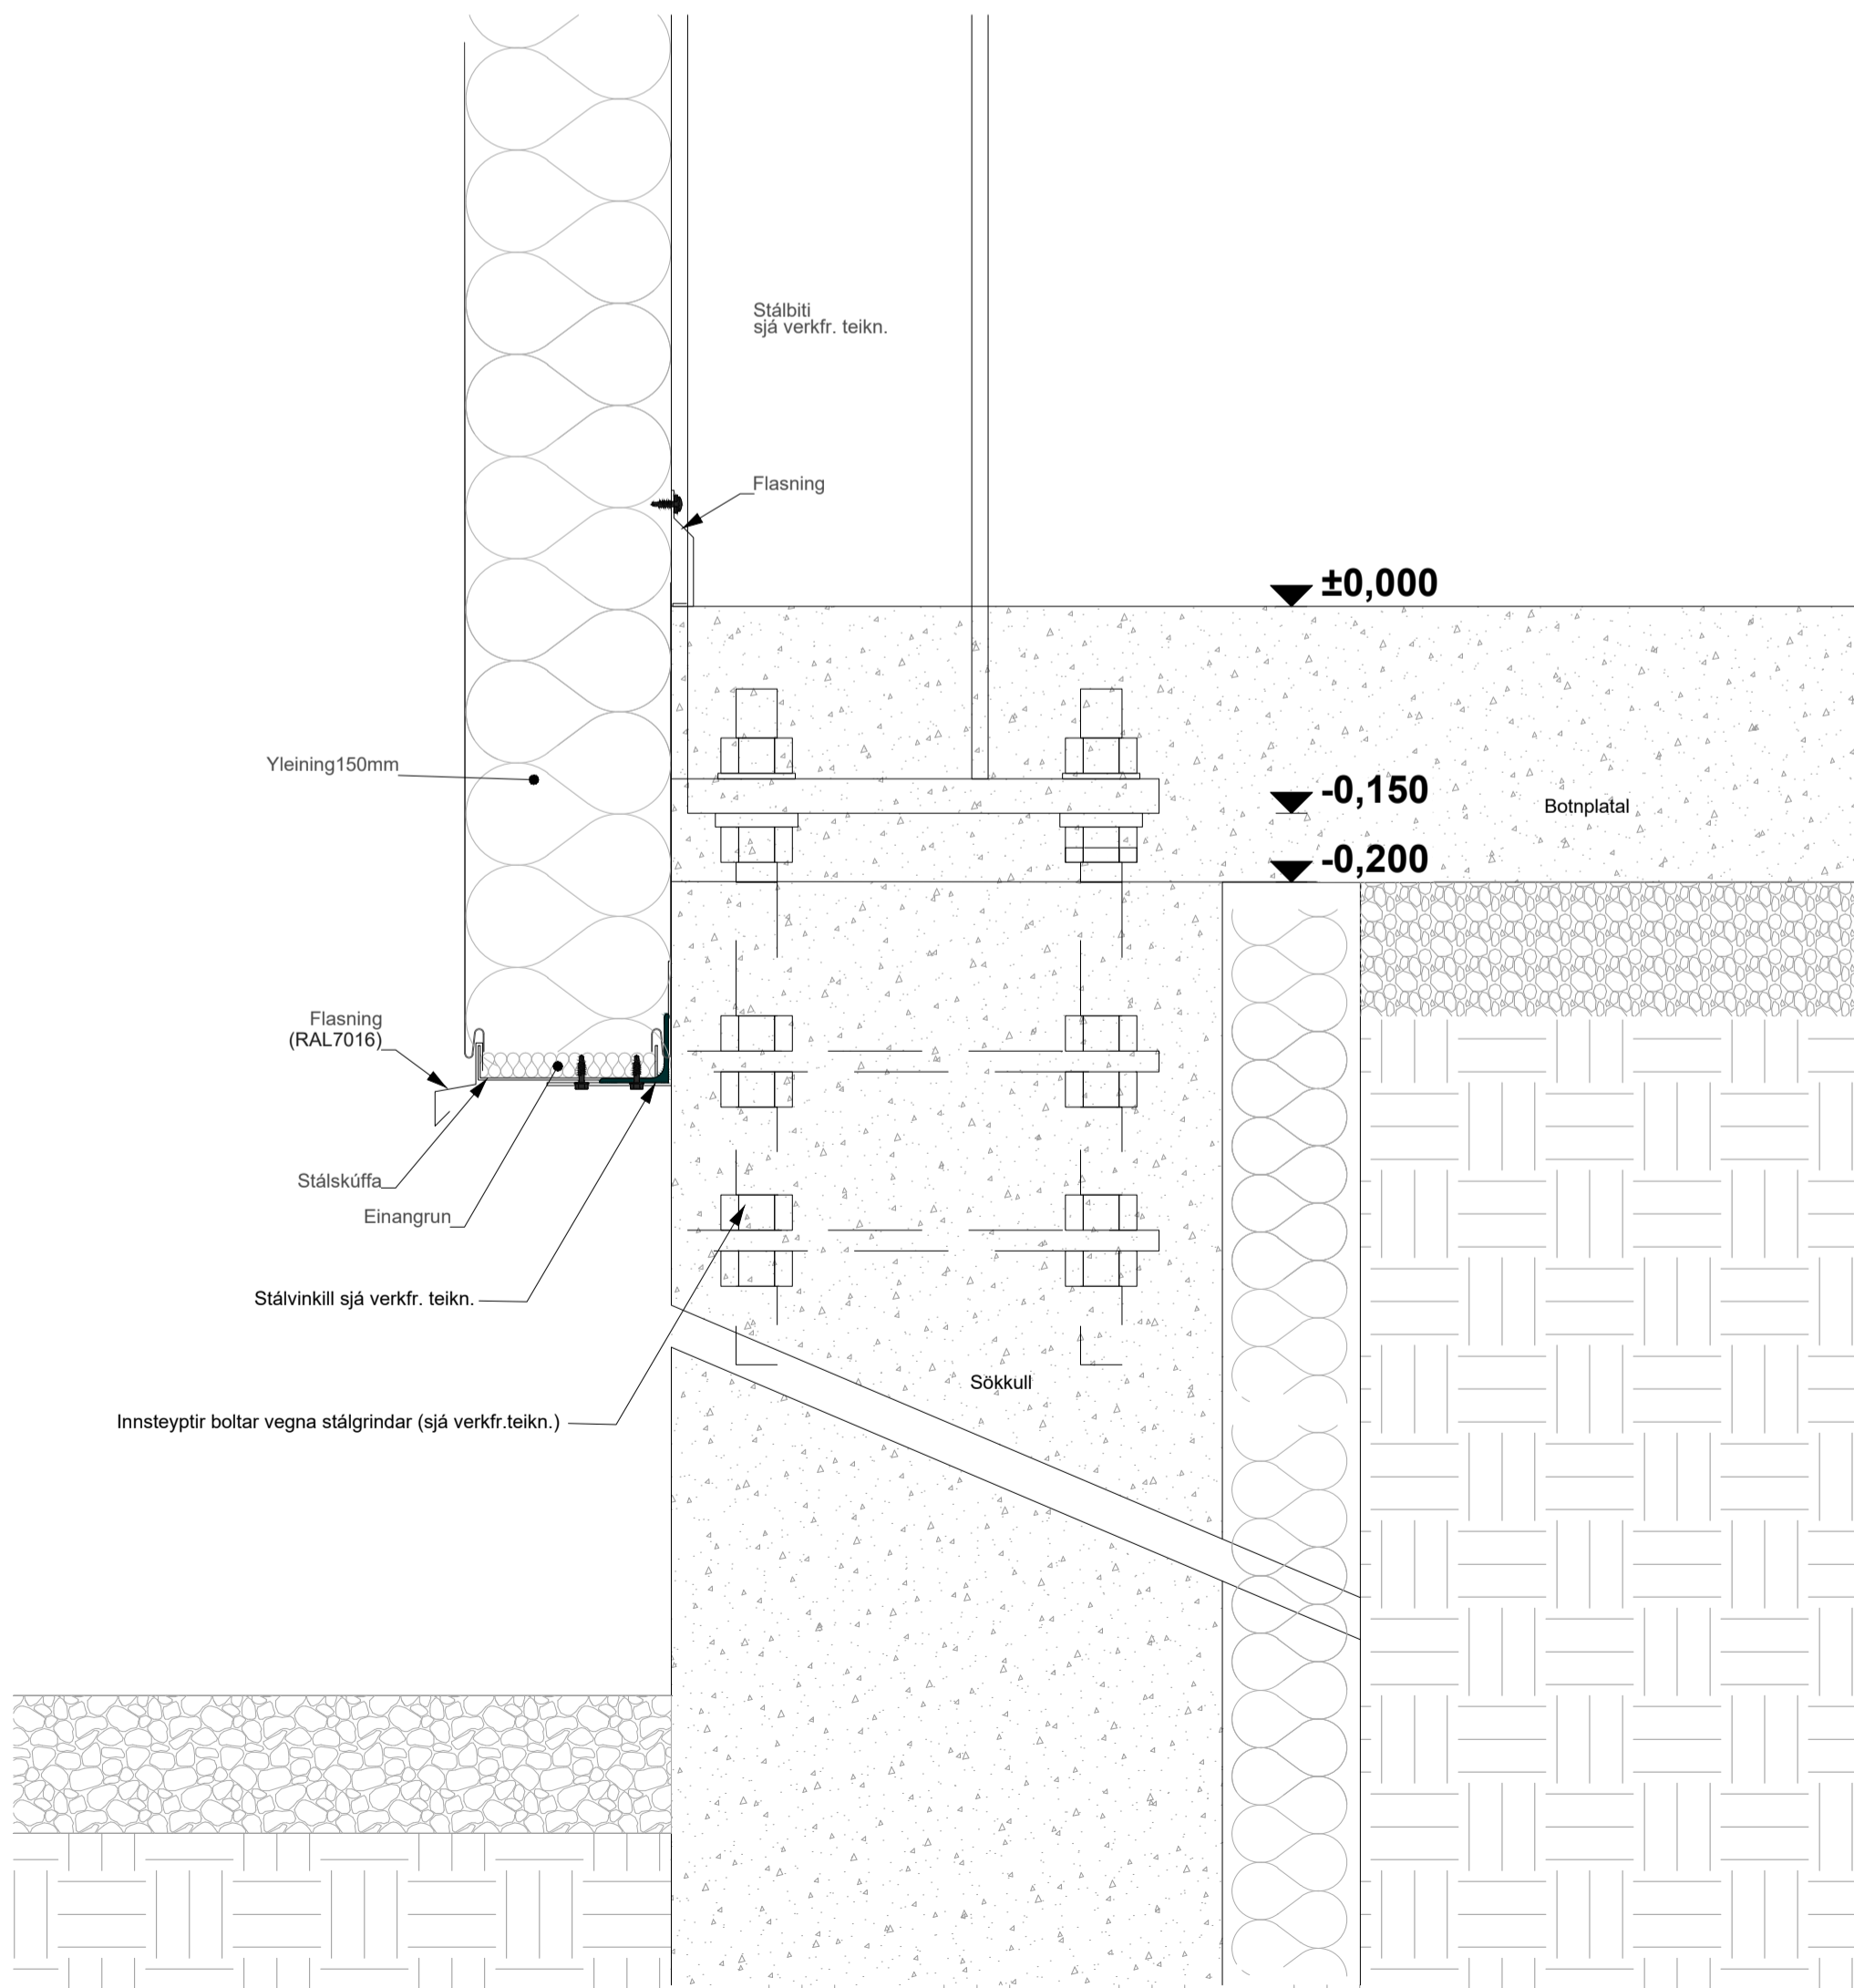 Stálbiti
sjá verkfr. teikn.
Flasning
±0,000
Yleining150mm
-0,150
Botnplatal
-0,200
Flasning
(RAL7016)
Stálskúffa
Einangrun
Stálvinkill sjá verkfr. teikn.
Sökkull
Innsteyptir boltar vegna stálgrindar (sjá verkfr.teikn.)